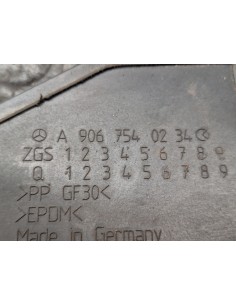 A 906 754 02 34
ZGS 1 2 3 4 5 6 7 8 9
Q 1 2 3 4 5 6 7 8 9
>PP GF30<
>EPDM<
Made in Germany